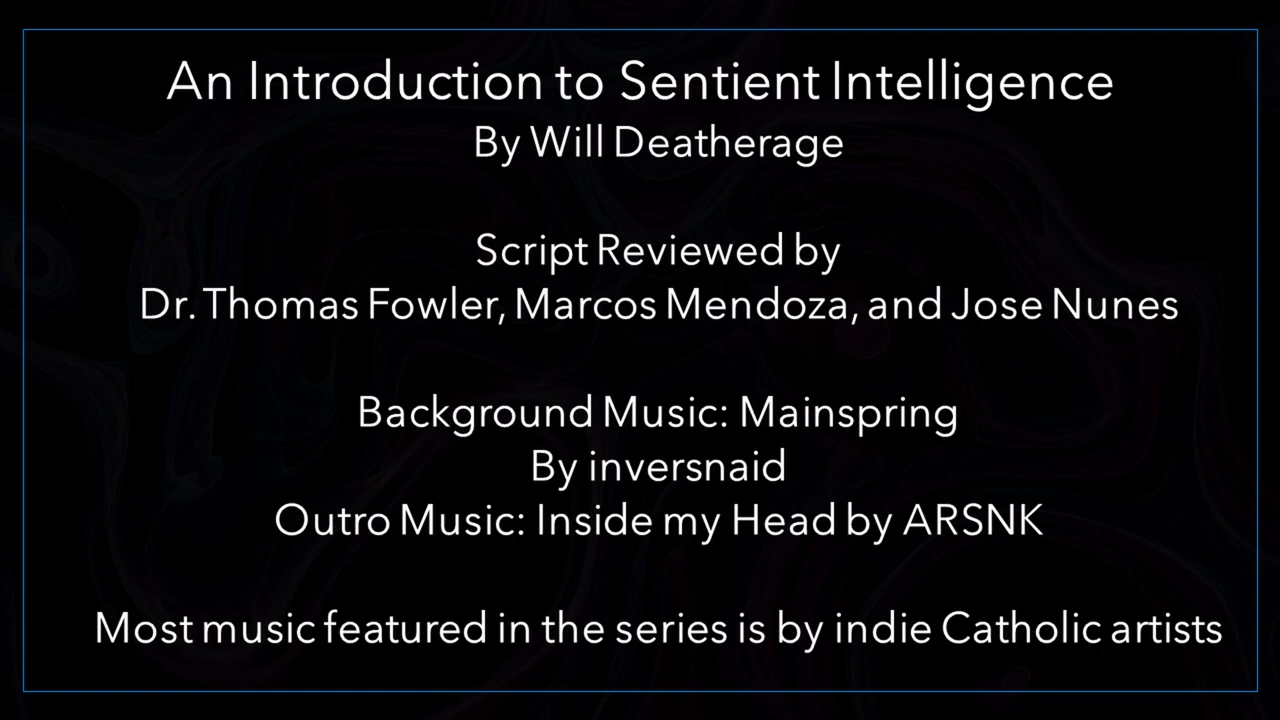 An Introduction to Sentient Intelligence
By Will Deatherage
Script Reviewed by
Dr. Thomas Fowler, Marcos Mendoza, and Jose Nunes
Background Music: Mainspring
By inversnaid
Outro Music: Inside my Head by ARSNK
Most music featured in the series is by indie Catholic artists